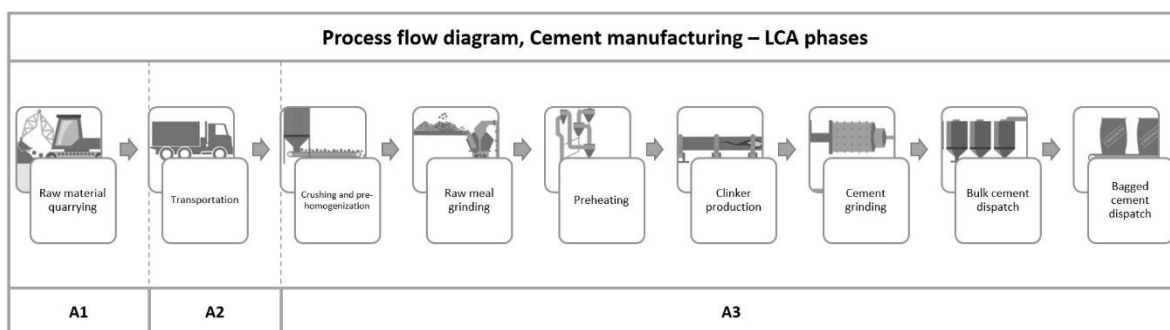 Process flow diagram, Cement manufacturing – LCA phases
Raw material
quarrying
Transportation
Crushing and pre-
homogenization
Raw meal
grinding
Preheating
Clinker
production
Cement
grinding
Bulk cement
dispatch
Bagged
cement
dispatch
A1
A2
A3